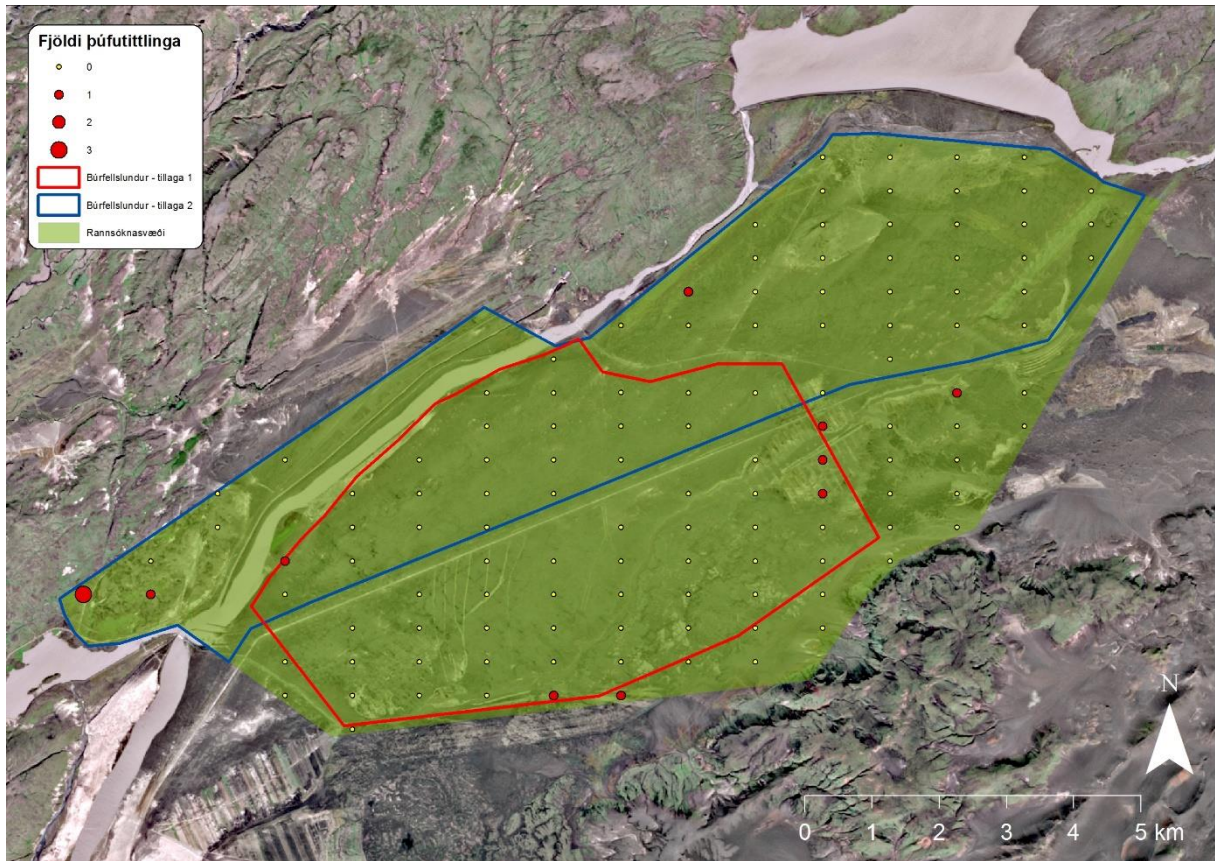 Fjöldi þúfutittlinga
0
1
2
3
Búrfellslundur - tillaga 1
Búrfellslundur - tillaga 2
Rannsóknasvæði
N
0 1 2 3 4 5 km